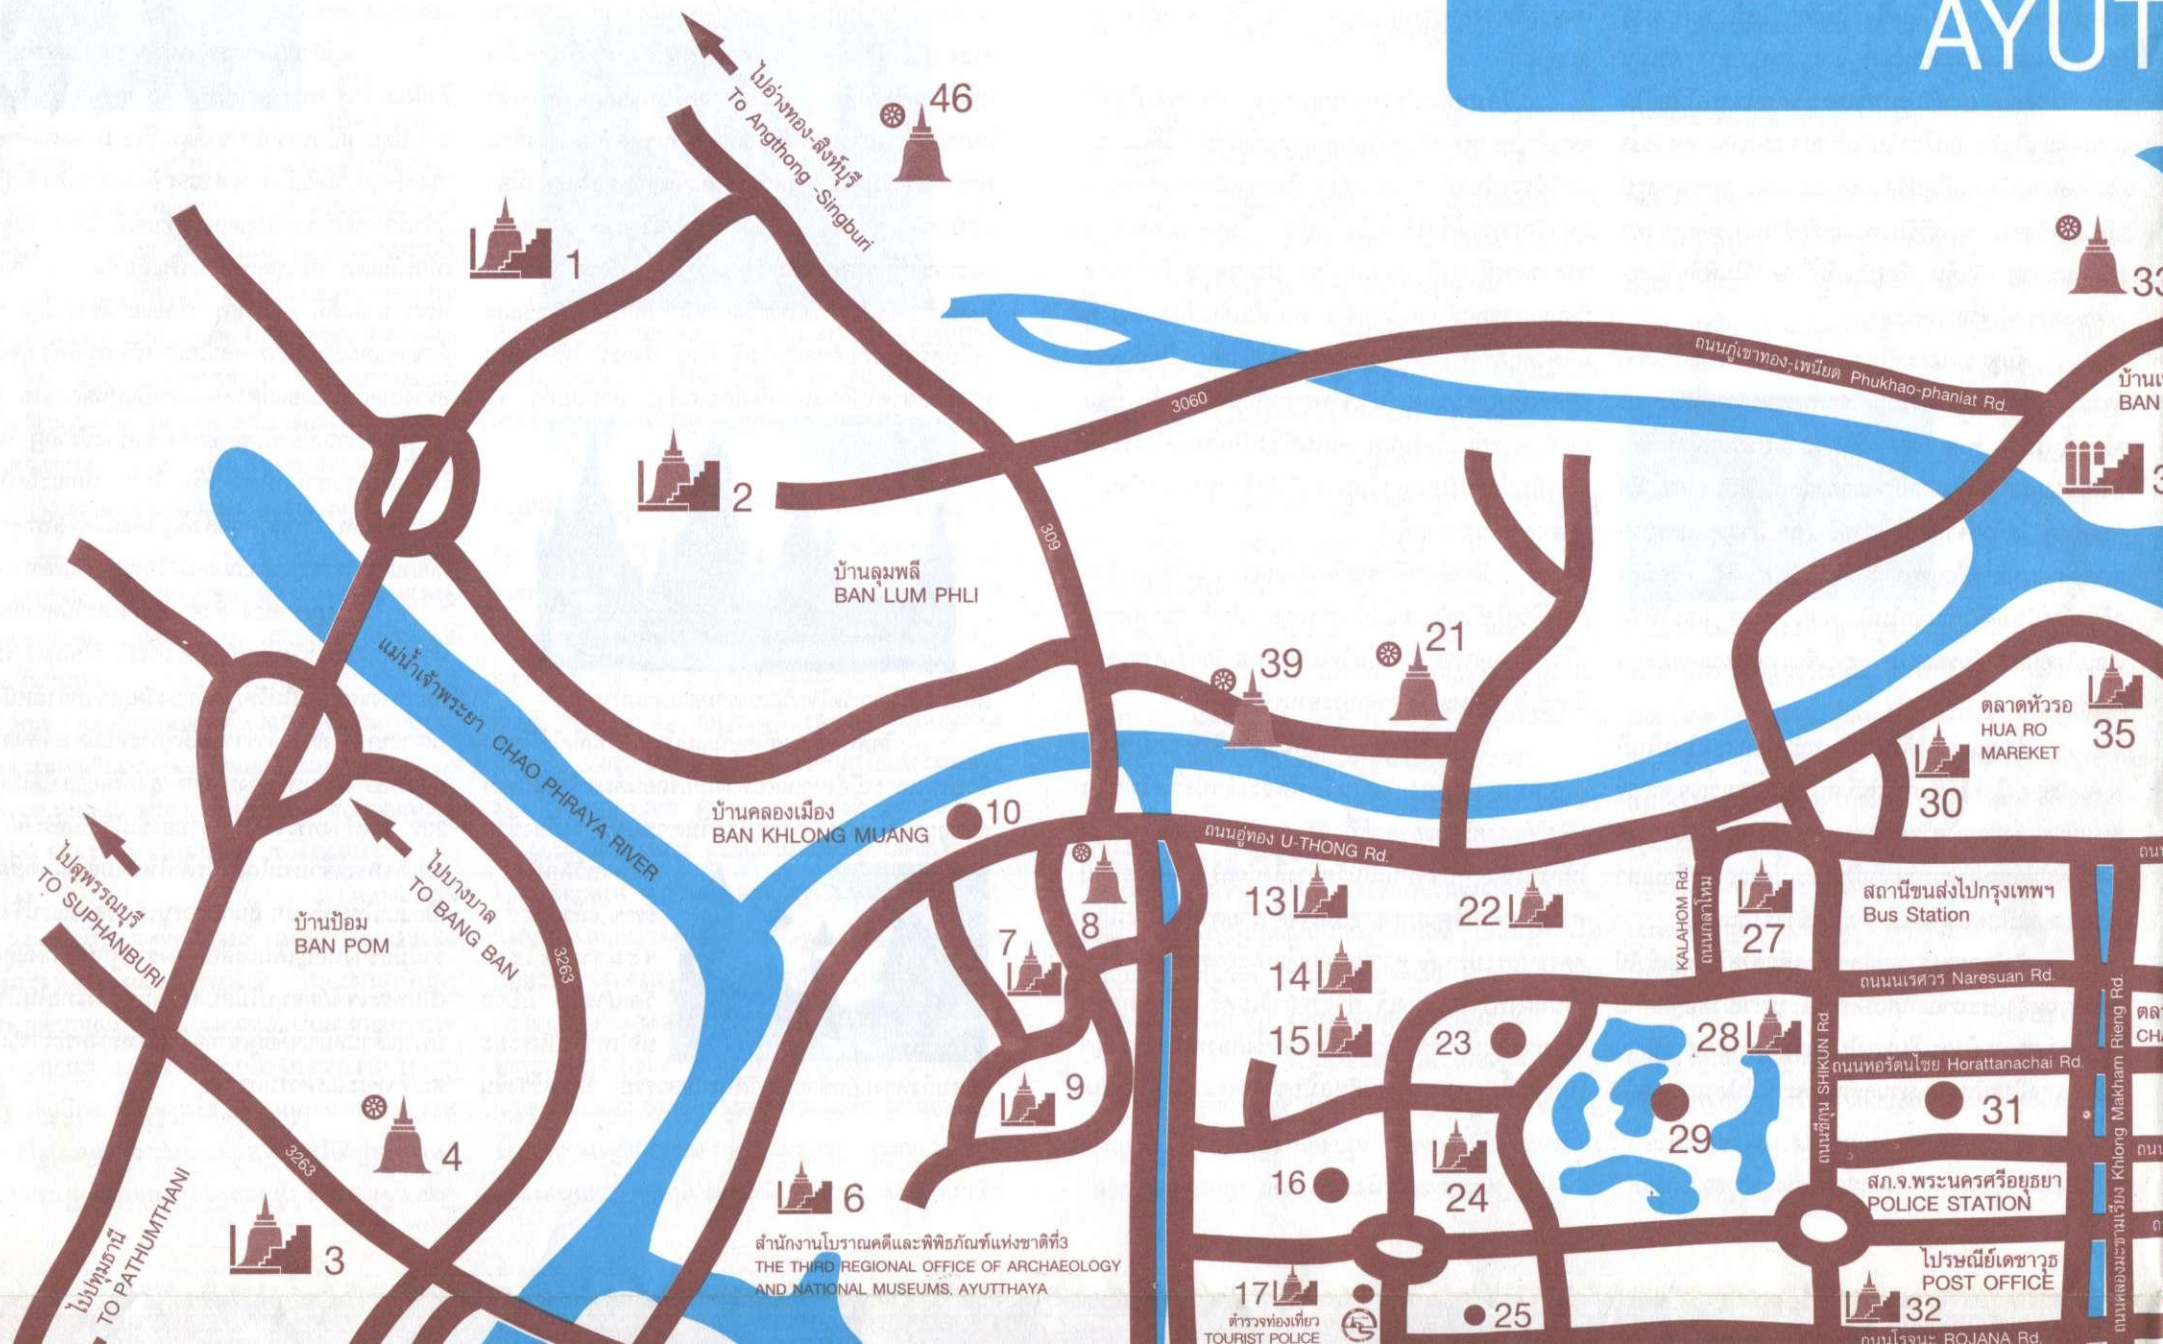 AYUT
ไปอ่างทอง-สิงห์บุรี
To Angthong-Singburi
46
1
33
ถนนภูเขาทอง-เพนียด Phukhao-phaniat Rd.
3060
BAN
2
309
บ้านลุมพลี
BAN LUM PHLI
3
21
39
แม่น้ำเจ้าพระยา CHAO PHRAYA RIVER
ตลาดหัวรอ
HUA RO
MAREKET
35
30
บ้านคลองเมือง
BAN KHLONG MUANG
10
ถนนอู่ทอง U-THONG Rd.
ไปสุพรรณบุรี
TO SUPHANBURI
ไปบางบาล
TO BANG BAN
บ้านป้อม
BAN POM
3263
8
7
13
22
KALAHOM Rd.
ถนนกลาโหม
27
สถานีขนส่งไปกรุงเทพฯ
Bus Station
14
ถนนนเรศวร Naresuan Rd.
15
23
28
ถนนหอรัตนไชย Horattanachai Rd.
9
29
31
ถนนชีกุน SHIKUN Rd.
ถนนคลองมะขามเรียง Khlong Makham Rieng Rd.
4
3263
16
24
สภ.จ.พระนครศรีอยุธยา
POLICE STATION
6
3
ไปปทุมธานี
TO PATHUMTHANI
สำนักงานโบราณคดีและพิพิธภัณฑ์แห่งชาติที่3
THE THIRD REGIONAL OFFICE OF ARCHAEOLOGY
AND NATIONAL MUSEUMS, AYUTTHAYA
ไปรษณีย์เดชาวุธ
POST OFFICE
17
25
32
ตำรวจท่องเที่ยว
TOURIST POLICE
ถนนโรจนะ ROJANA Rd.